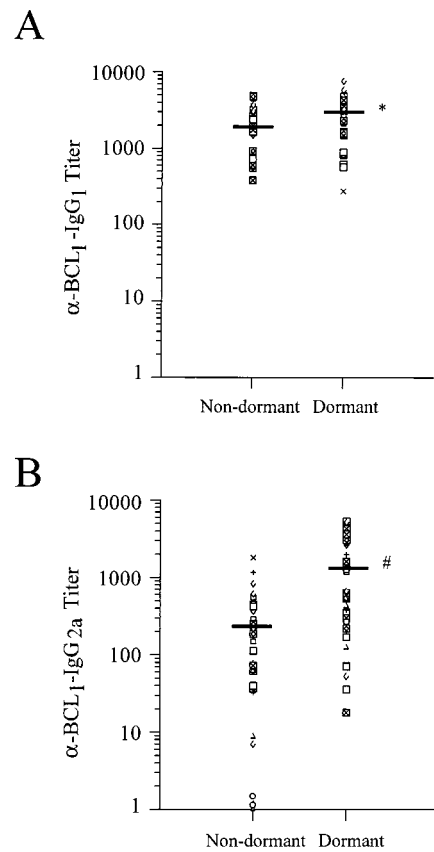 A
10000
1000
100
10
1
α-BCL1-IgG1 Titer
*
Non-dormant Dormant
B
10000
1000
100
10
1
α-BCL1-IgG2a Titer
#
Non-dormant Dormant